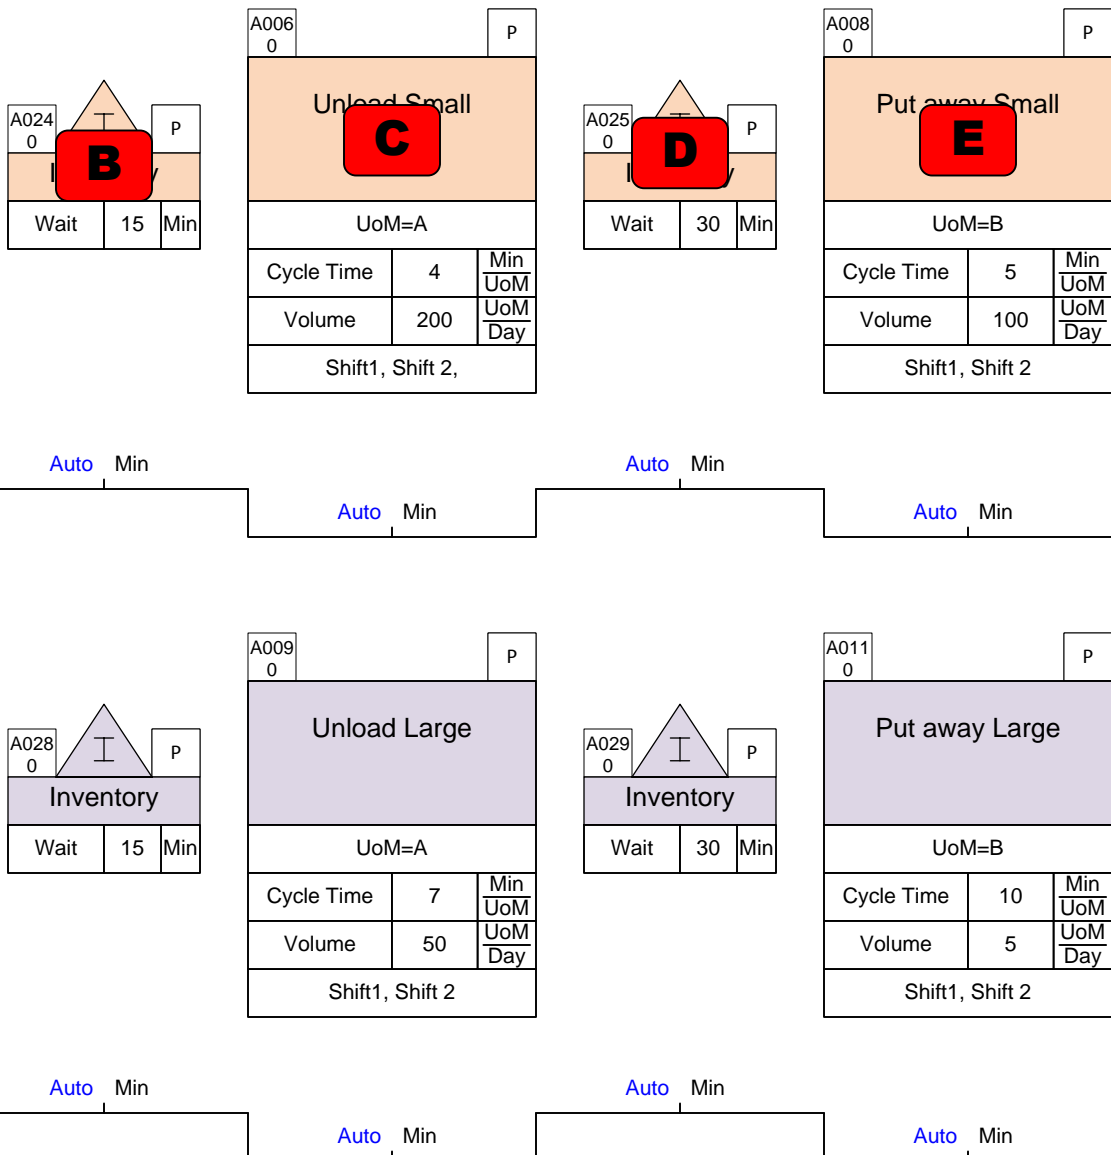 A006
0
P
A008
0
P
Unload Small
Put away Small
A024
0
I
P
A025
0
I
P
B
C
D
E
Wait 15 Min
UoM=A
Wait 30 Min
UoM=B
Cycle Time 4 Min
UoM
Cycle Time 5 Min
UoM
Volume 200 UoM
Day
Volume 100 UoM
Day
Shift1, Shift 2,
Shift1, Shift 2
Auto Min
Auto Min
Auto Min
Auto Min
A009
0
P
A011
0
P
Unload Large
Put away Large
A028
0
I
P
A029
0
I
P
Inventory
Inventory
Wait 15 Min
UoM=A
Wait 30 Min
UoM=B
Cycle Time 7 Min
UoM
Cycle Time 10 Min
UoM
Volume 50 UoM
Day
Volume 5 UoM
Day
Shift1, Shift 2
Shift1, Shift 2
Auto Min
Auto Min
Auto Min
Auto Min